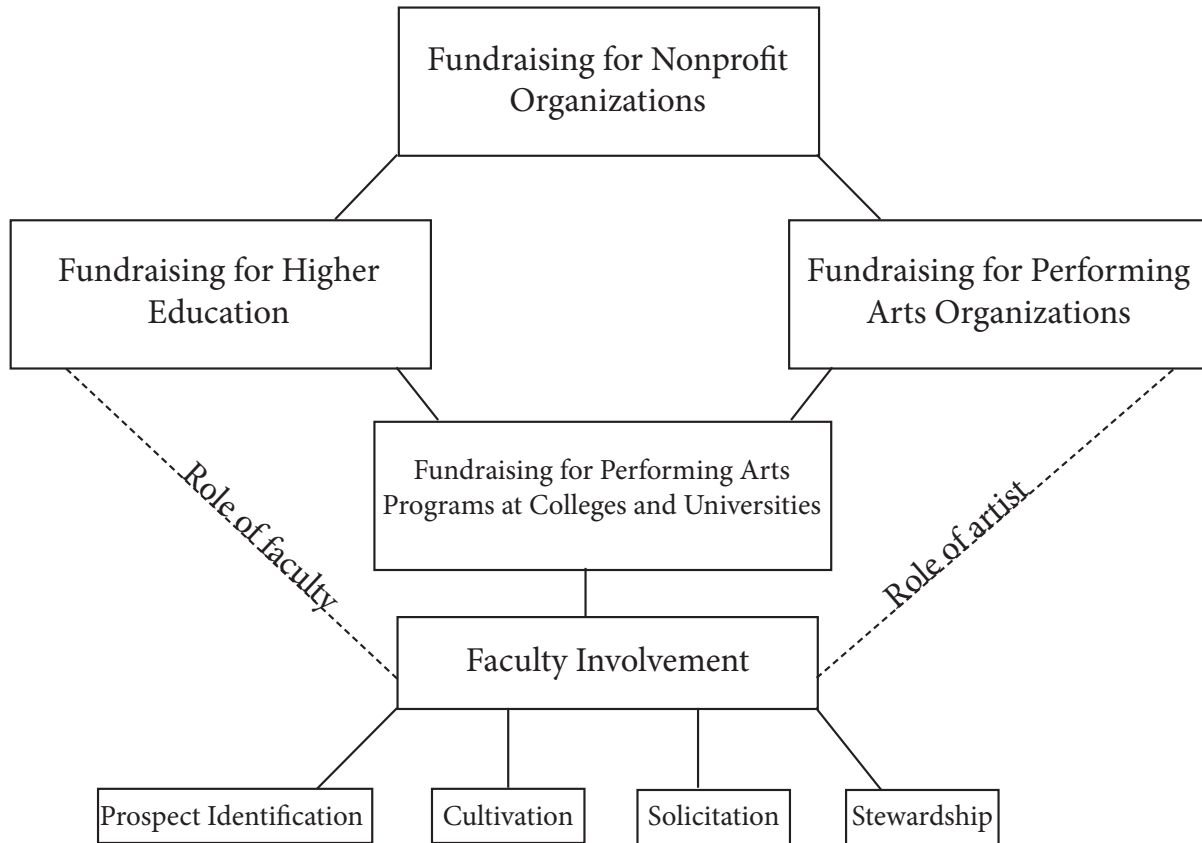 Fundraising for Nonprofit
Organizations
Fundraising for Higher
Education
Fundraising for Performing
Arts Organizations
Fundraising for Performing Arts
Programs at Colleges and Universities
Role of faculty
Role of artist
Faculty Involvement
Prospect Identification
Cultivation
Solicitation
Stewardship